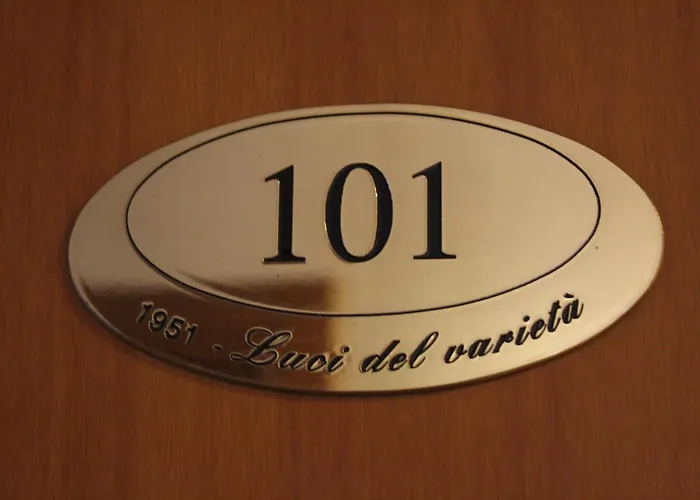 101
1951 - Luci del varietà